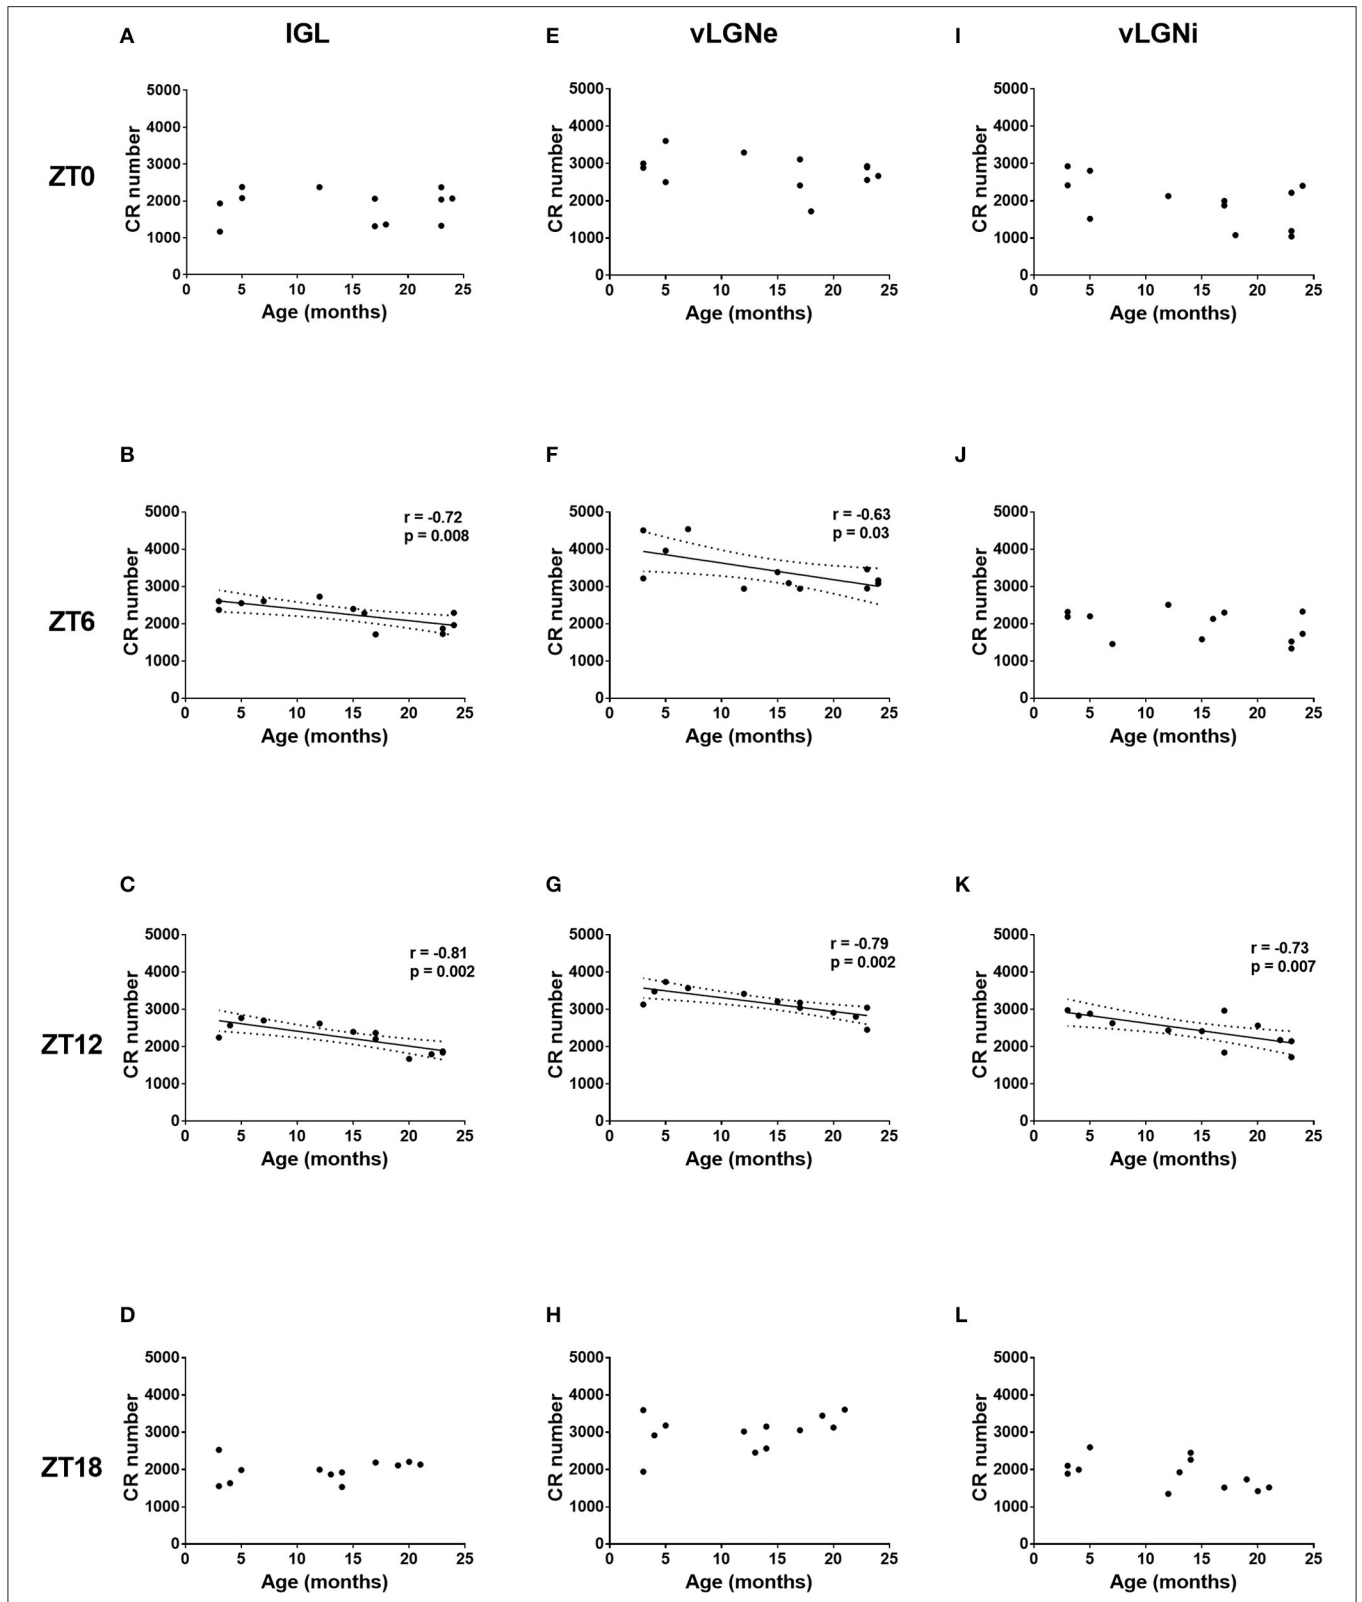 A IGL E vLGNe I vLGNi
ZT0
CR number
5000
4000
3000
2000
1000
0
0 5 10 15 20 25
Age (months)
CR number
5000
4000
3000
2000
1000
0
0 5 10 15 20 25
Age (months)
CR number
5000
4000
3000
2000
1000
0
0 5 10 15 20 25
Age (months)
B F J
ZT6
CR number
5000
4000
3000
2000
1000
0
r = -0.72
p = 0.008
0 5 10 15 20 25
Age (months)
CR number
5000
4000
3000
2000
1000
0
r = -0.63
p = 0.03
0 5 10 15 20 25
Age (months)
CR number
5000
4000
3000
2000
1000
0
0 5 10 15 20 25
Age (months)
C G K
ZT12
CR number
5000
4000
3000
2000
1000
0
r = -0.81
p = 0.002
0 5 10 15 20 25
Age (months)
CR number
5000
4000
3000
2000
1000
0
r = -0.79
p = 0.002
0 5 10 15 20 25
Age (months)
CR number
5000
4000
3000
2000
1000
0
r = -0.73
p = 0.007
0 5 10 15 20 25
Age (months)
D H L
ZT18
CR number
5000
4000
3000
2000
1000
0
0 5 10 15 20 25
Age (months)
CR number
5000
4000
3000
2000
1000
0
0 5 10 15 20 25
Age (months)
CR number
5000
4000
3000
2000
1000
0
0 5 10 15 20 25
Age (months)